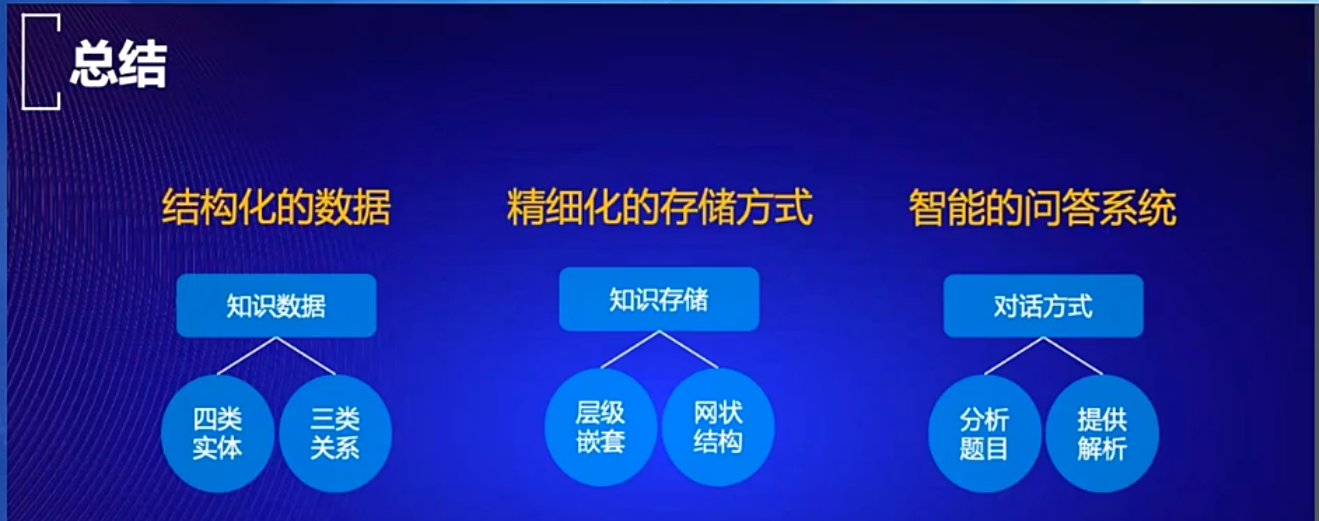 总结
结构化的数据
精细化的存储方式
智能的问答系统
知识数据
知识存储
对话方式
四类
实体
三类
关系
层级
嵌套
网状
结构
分析
题目
提供
解析